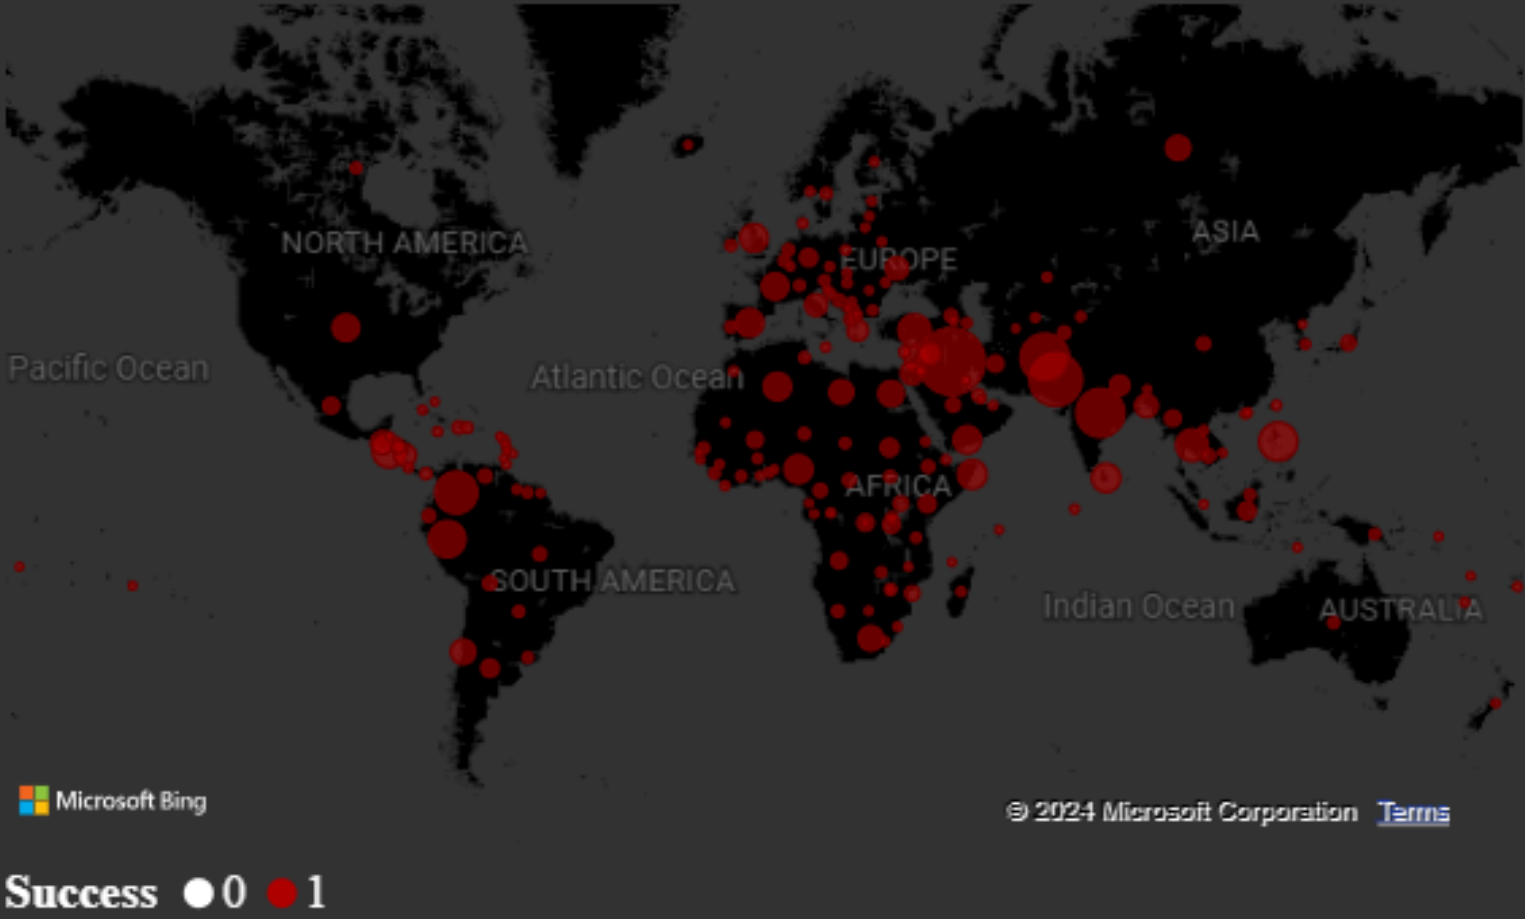 NORTH AMERICA
ASIA
EUROPE
Pacific Ocean
Atlantic Ocean
AFRICA
SOUTH AMERICA
Indian Ocean
AUSTRALIA
Microsoft Bing
© 2024 Microsoft Corporation Terms
Success 0 1